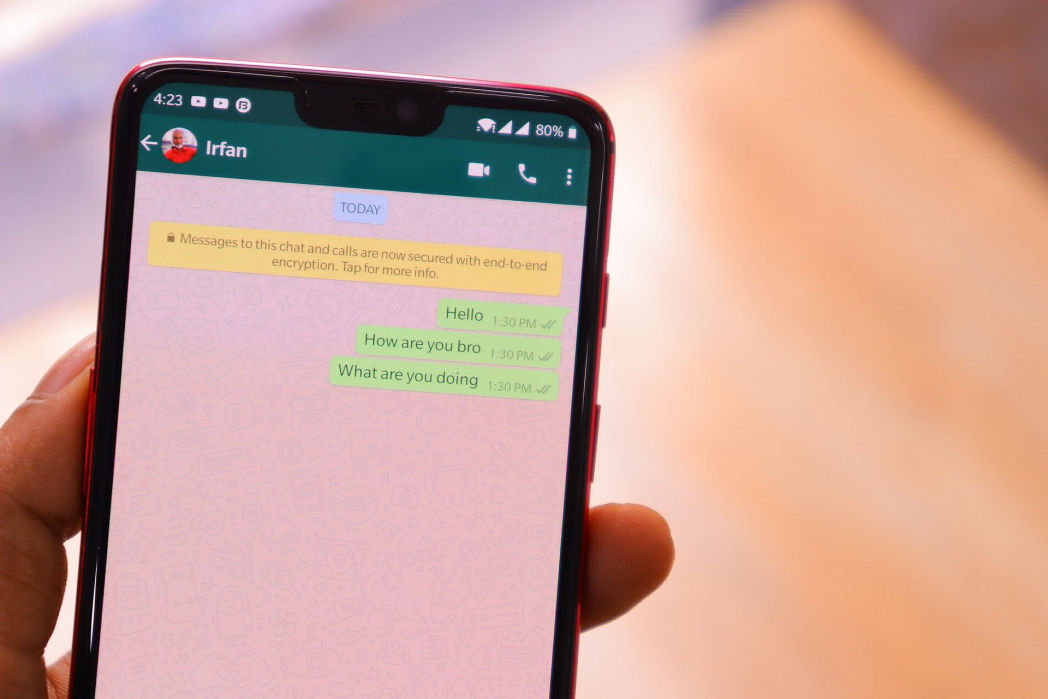 4:23 80%
Irfan
TODAY
Messages to this chat and calls are now secured with end-to-end
encryption. Tap for more info.
Hello 1:30 PM
How are you bro 1:30 PM
What are you doing 1:30 PM